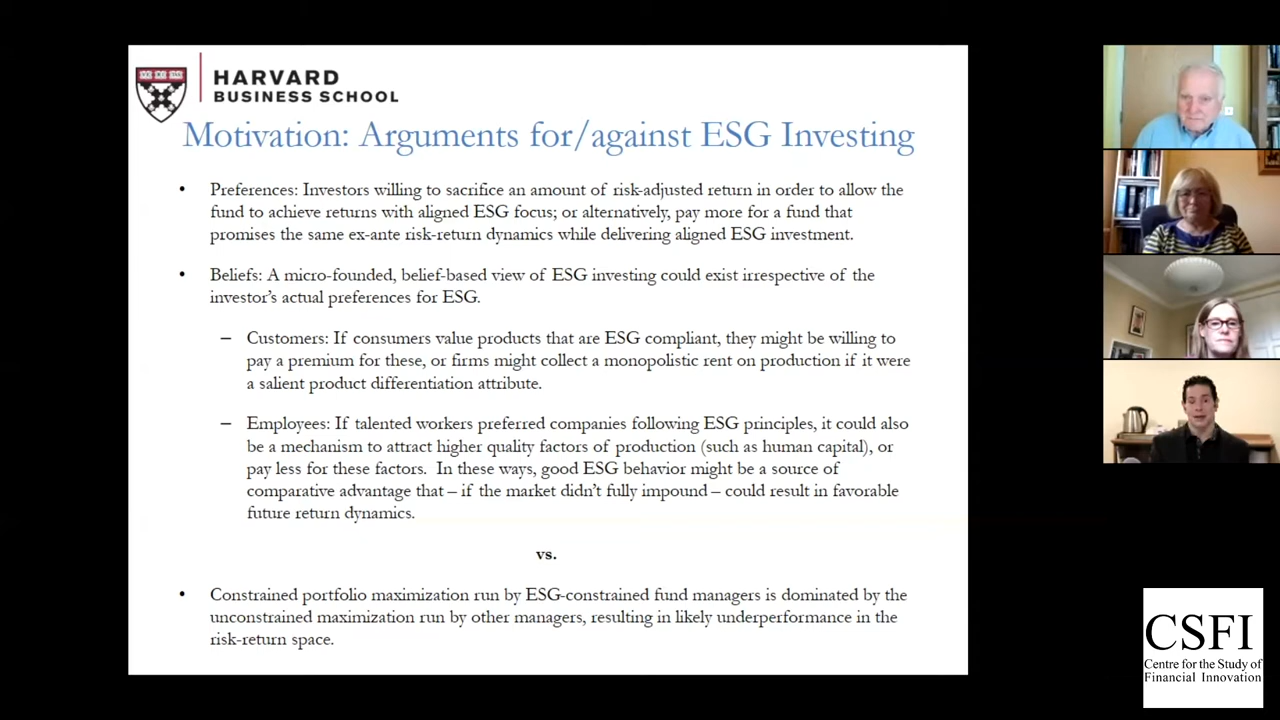 HARVARD
BUSINESS SCHOOL
Motivation: Arguments for/against ESG Investing
• Preferences: Investors willing to sacrifice an amount of risk-adjusted return in order to allow the
fund to achieve returns with aligned ESG focus; or alternatively, pay more for a fund that
promises the same ex-ante risk-return dynamics while delivering aligned ESG investment.
• Beliefs: A micro-founded, belief-based view of ESG investing could exist irrespective of the
investor's actual preferences for ESG.
– Customers: If consumers value products that are ESG compliant, they might be willing to
pay a premium for these, or firms might collect a monopolistic rent on production if it were
a salient product differentiation attribute.
– Employees: If talented workers preferred companies following ESG principles, it could also
be a mechanism to attract higher quality factors of production (such as human capital), or
pay less for these factors. In these ways, good ESG behavior might be a source of
comparative advantage that – if the market didn't fully impound – could result in favorable
future return dynamics.
vs.
• Constrained portfolio maximization run by ESG-constrained fund managers is dominated by the
unconstrained maximization run by other managers, resulting in likely underperformance in the
risk-return space.
CSFI
Centre for the Study of
Financial Innovation